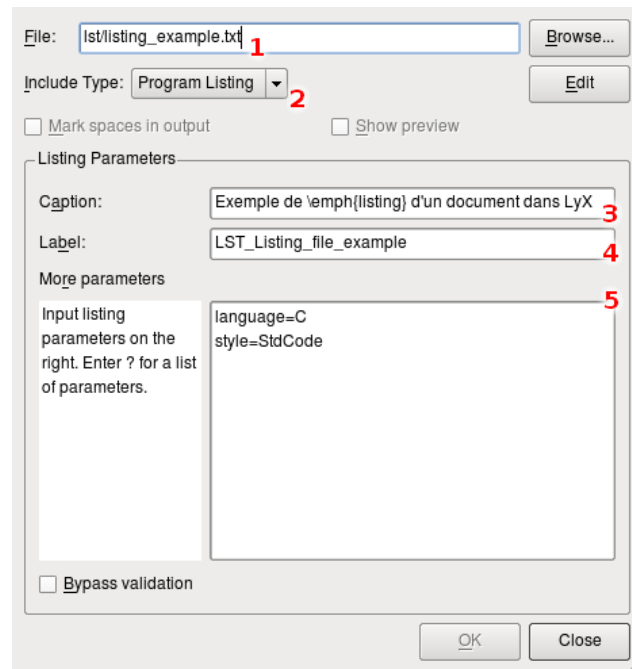 File: lst/listing_example.txt 1 Browse...
Include Type: Program Listing 2 Edit
Mark spaces in output Show preview
Listing Parameters
Caption: Exemple de \emph{listing} d'un document dans LyX 3
Label: LST_Listing_file_example 4
More parameters 5
Input listing
parameters on the
right. Enter ? for a list
of parameters.
language=C
style=StdCode
Bypass validation
OK Close